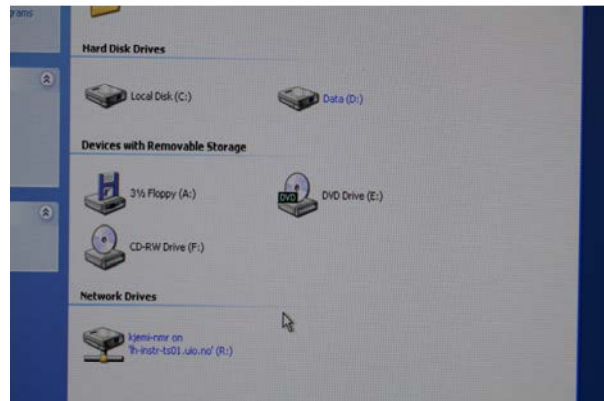 rams
Hard Disk Drives
Local Disk (C:)
Data (D:)
Devices with Removable Storage
3½ Floppy (A:)
DVD
DVD Drive (E:)
CD-RW Drive (F:)
Network Drives
kjemi-nmr on
'lh-instr-ts01.uio.no' (R:)